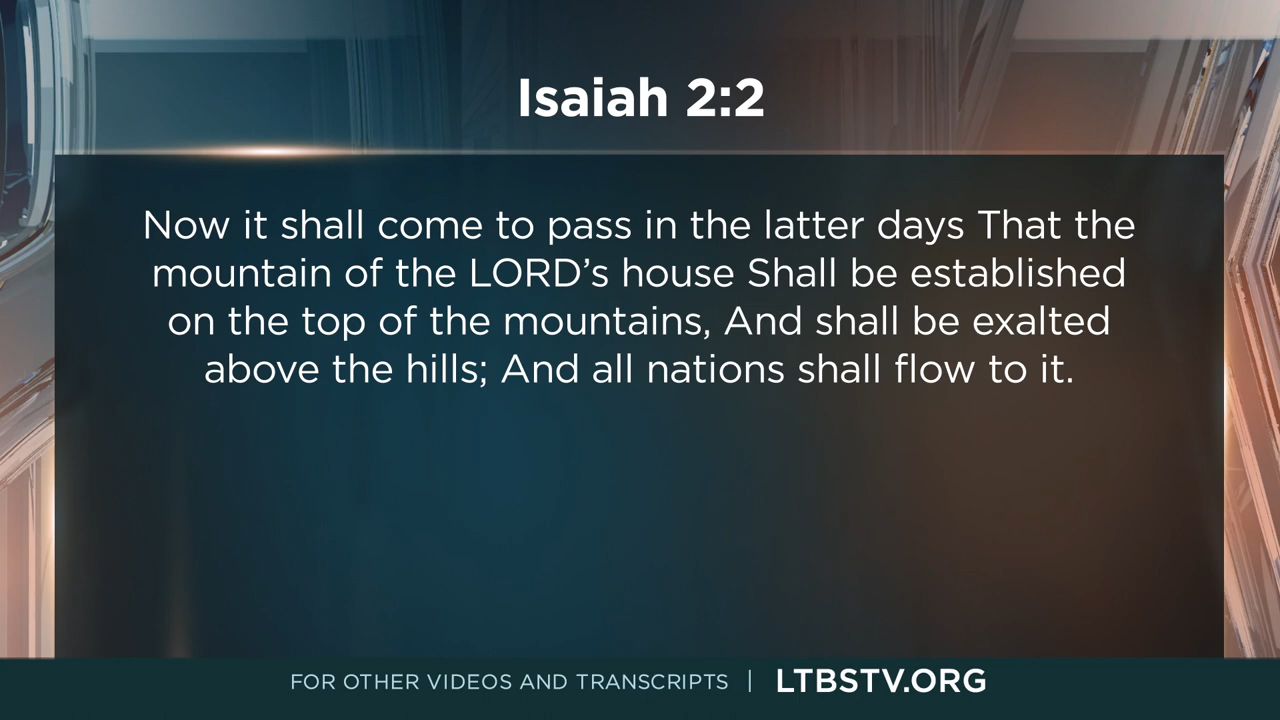 Isaiah 2:2
Now it shall come to pass in the latter days That the
mountain of the LORD’s house Shall be established
on the top of the mountains, And shall be exalted
above the hills; And all nations shall flow to it.
FOR OTHER VIDEOS AND TRANSCRIPTS | LTBSTV.ORG